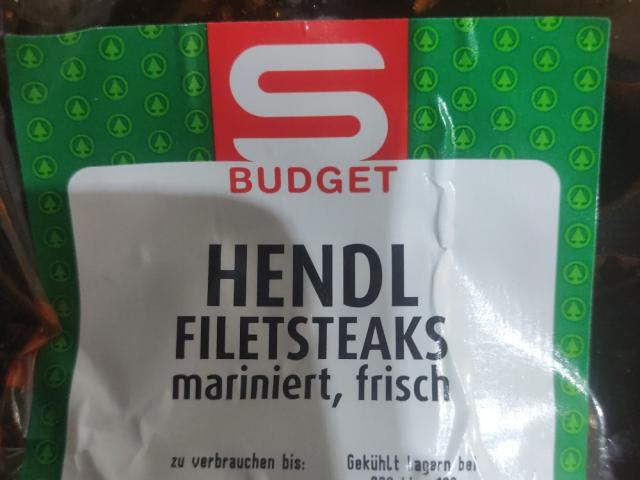 S
BUDGET
HENDL
FILETSTEAKS
mariniert, frisch
zu verbrauchen bis: Gekühlt lagern bei